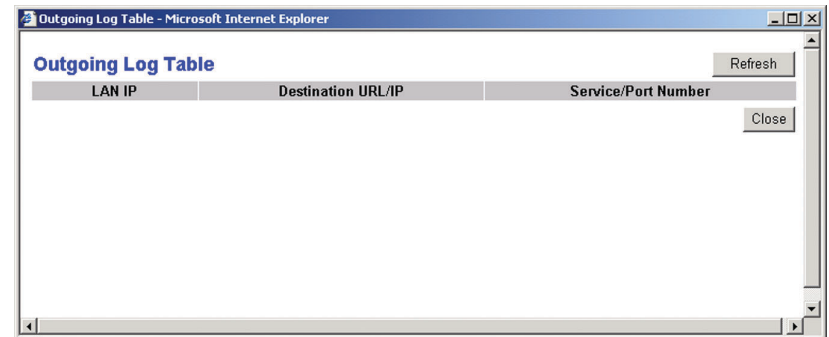 Outgoing Log Table - Microsoft Internet Explorer
Outgoing Log Table
Refresh
LAN IP Destination URL/IP Service/Port Number
Close